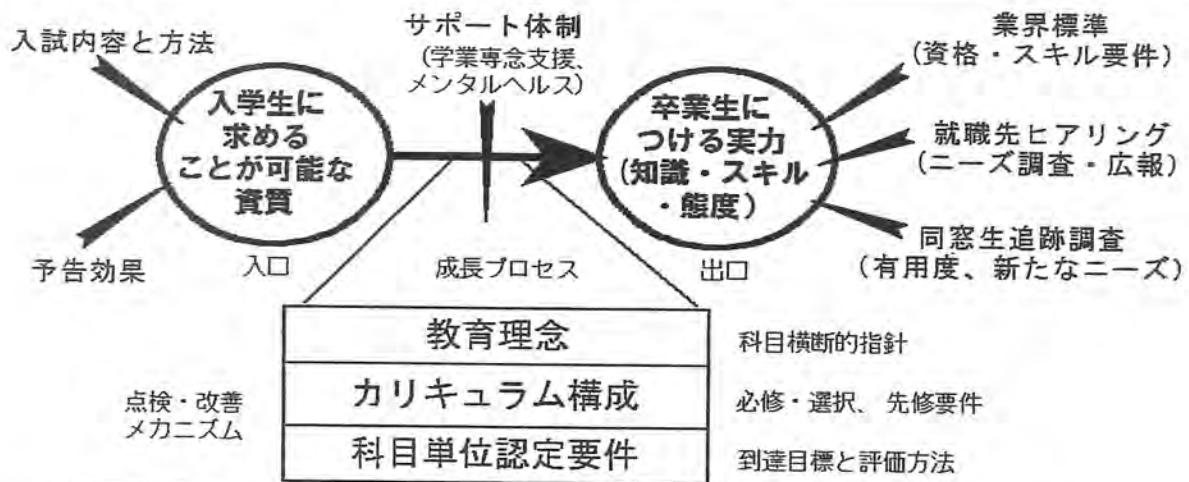 入試内容と方法
サポート体制
(学業専念支援、
メンタルヘルス)
業界標準
(資格・スキル要件)
入学生に
求める
ことが可能な
資質
卒業生に
つける実力
(知識・スキル
・態度)
就職先ヒアリング
(ニーズ調査・広報)
同窓生追跡調査
(有用度、新たなニーズ)
予告効果
入口
成長プロセス
出口
教育理念
科目横断的指針
カリキュラム構成
必修・選択、先修要件
点検・改善
メカニズム
科目単位認定要件
到達目標と評価方法